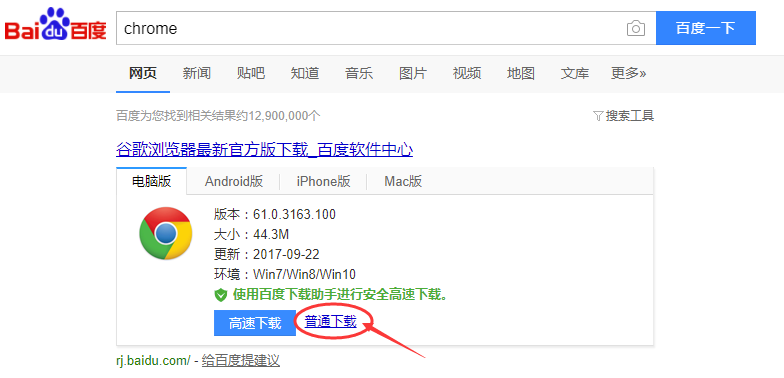 Bai du 百度 chrome 百度一下
网页 新闻 贴吧 知道 音乐 图片 视频 地图 文库 更多»
百度为您找到相关结果约12,900,000个 搜索工具
谷歌浏览器最新官方版下载_百度软件中心
电脑版 Android版 iPhone版 Mac版
版本：61.0.3163.100
大小：44.3M
更新：2017-09-22
环境：Win7/Win8/Win10
使用百度下载助手进行安全高速下载。
高速下载 普通下载
rj.baidu.com/ - 给百度提建议